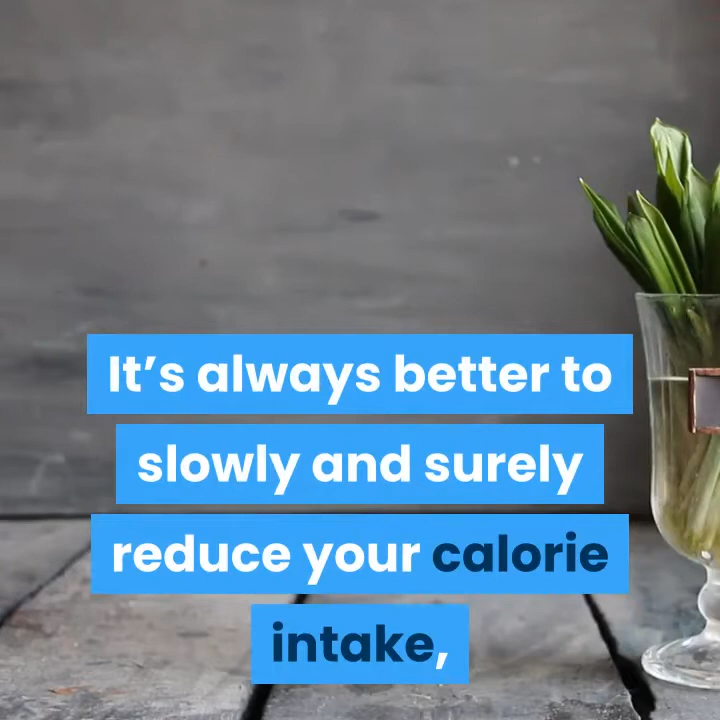 It’s always better to
slowly and surely
reduce your calorie
intake,